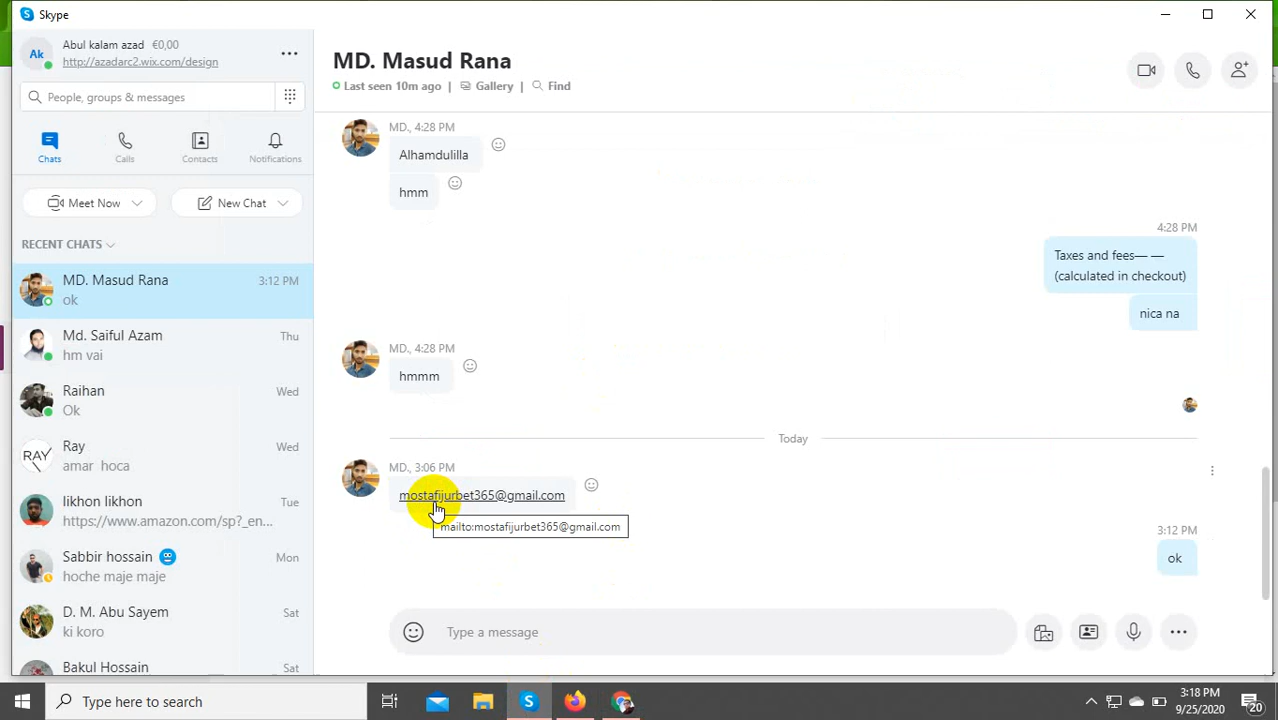 Skype
Ak
Abul kalam azad €0,00
http://azadarc2.wix.com/design
People, groups & messages
Chats
Calls
Contacts
Notifications
Meet Now
New Chat
RECENT CHATS
MD. Masud Rana 3:12 PM
ok
Md. Saiful Azam Thu
hm vai
Raihan Wed
Ok
RAY
Ray Wed
amar hoca
likhon likhon Tue
https://www.amazon.com/sp?_en...
Sabbir hossain Mon
hoche maje maje
D. M. Abu Sayem Sat
ki koro
Bakul Hossain Sat
MD. Masud Rana
Last seen 10m ago | Gallery | Find
MD., 4:28 PM
Alhamdulilla
hmm
4:28 PM
Taxes and fees— —
(calculated in checkout)
nica na
MD., 4:28 PM
hmmm
Today
MD., 3:06 PM
mostafijurbet365@gmail.com
mailto:mostafijurbet365@gmail.com
3:12 PM
ok
Type a message
Type here to search
3:18 PM
9/25/2020
20